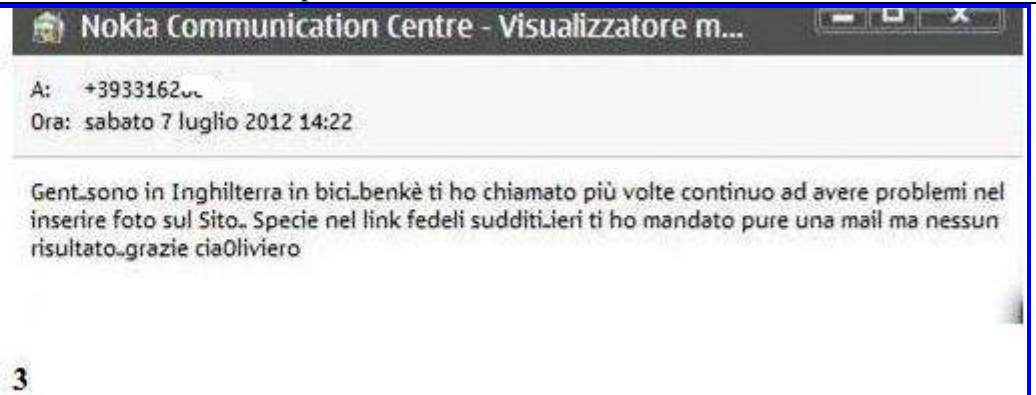 Nokia Communication Centre - Visualizzatore m...
A: +3933162
Ora: sabato 7 luglio 2012 14:22
Gent..sono in Inghilterra in bici..benkè ti ho chiamato più volte continuo ad avere problemi nel
inserire foto sul Sito.. Specie nel link fedeli sudditi..ieri ti ho mandato pure una mail ma nessun
risultato..grazie cia0liviero
3